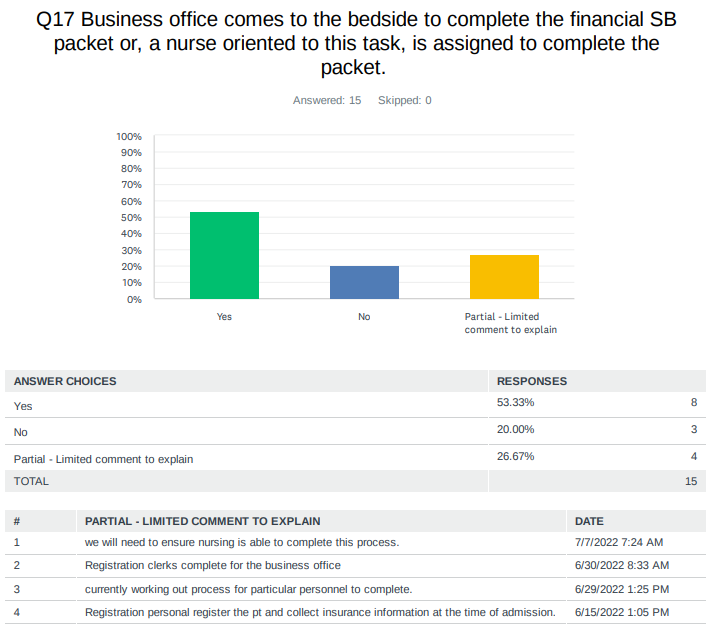 Q17 Business office comes to the bedside to complete the financial SB
packet or, a nurse oriented to this task, is assigned to complete the
packet.
Answered: 15 Skipped: 0
100%
90%
80%
70%
60%
50%
40%
30%
20%
10%
0%
Yes No Partial - Limited
comment to explain
ANSWER CHOICES RESPONSES
Yes 53.33% 8
No 20.00% 3
Partial - Limited comment to explain 26.67% 4
TOTAL 15
# PARTIAL - LIMITED COMMENT TO EXPLAIN DATE
1 we will need to ensure nursing is able to complete this process. 7/7/2022 7:24 AM
2 Registration clerks complete for the business office 6/30/2022 8:33 AM
3 currently working out process for particular personnel to complete. 6/29/2022 1:25 PM
4 Registration personal register the pt and collect insurance information at the time of admission. 6/15/2022 1:05 PM